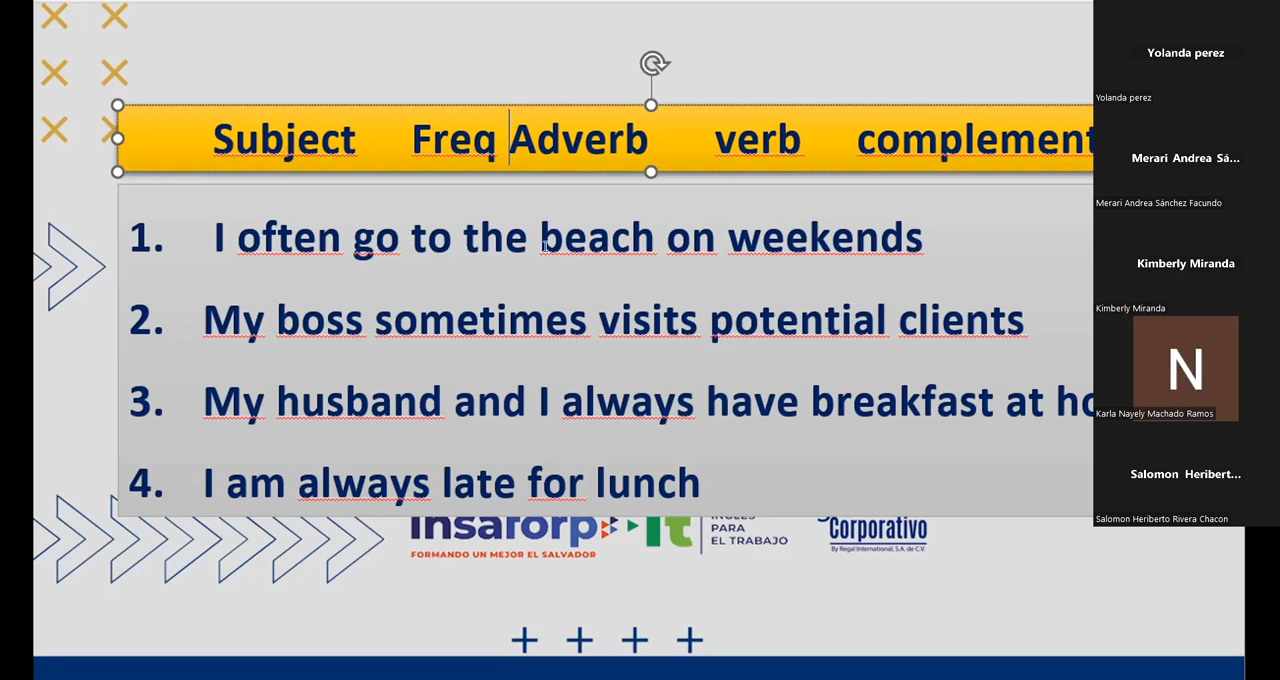 Subject Freq Adverb verb complement
1. I often go to the beach on weekends
2. My boss sometimes visits potential clients
3. My husband and I always have breakfast at
4. I am always late for lunch
insaforp
FORMANDO UN MEJOR EL SALVADOR
PARA
EL TRABAJO
Corporativo
By Regal International, S.A. de C.V.
Yolanda perez
Yolanda perez
Merari Andrea Sá...
Merari Andrea Sánchez Facundo
Kimberly Miranda
Kimberly Miranda
N
Karla Nayely Machado Ramos
Salomon Heribert...
Salomon Heriberto Rivera Chacon